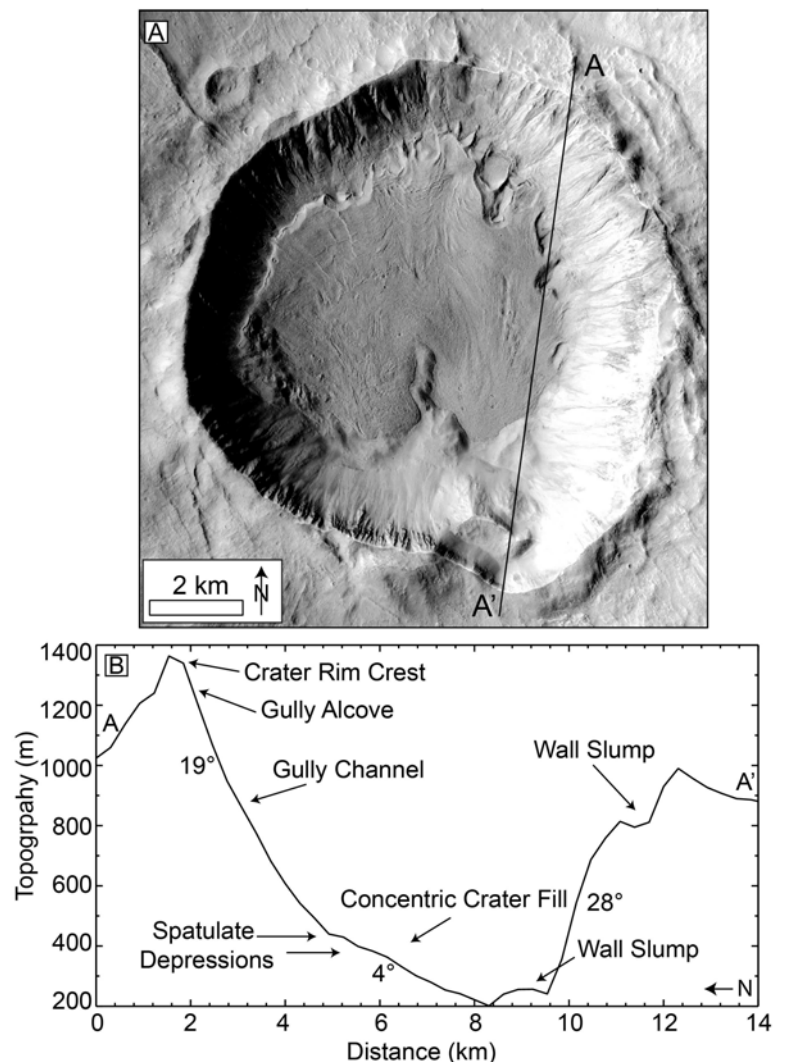 A
A
2 km
N
A'
B
1400
1200
1000
800
600
400
200
Topogrpahy (m)
A
Crater Rim Crest
Gully Alcove
19°
Gully Channel
Wall Slump
A'
Concentric Crater Fill
28°
Spatulate
Depressions
4°
Wall Slump
N
0 2 4 6 8 10 12 14
Distance (km)